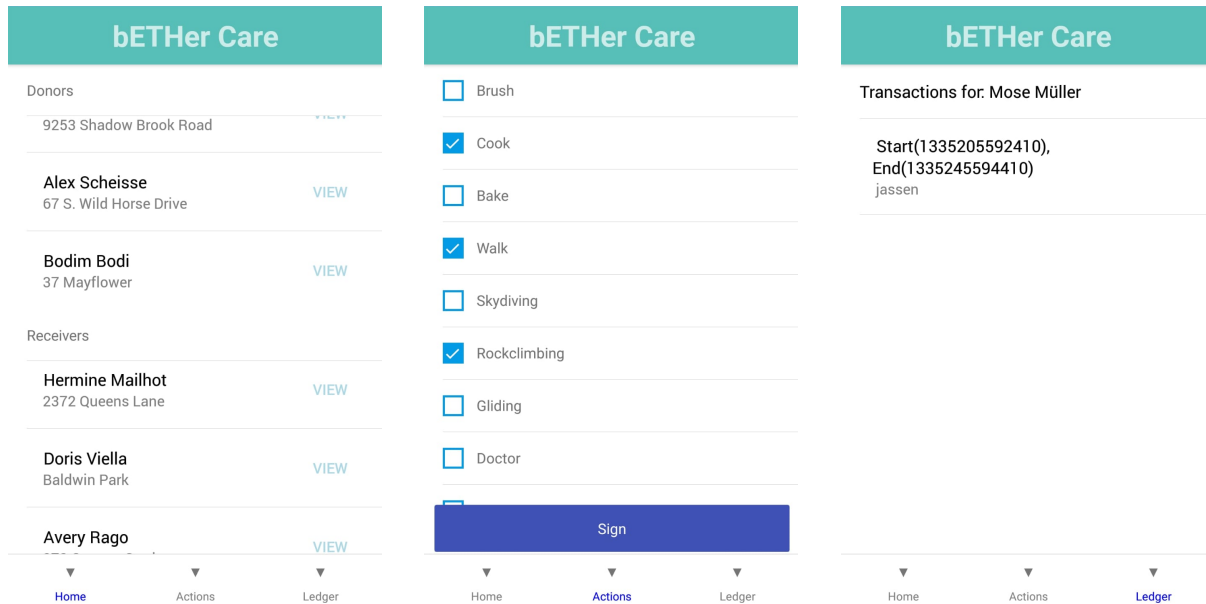 bETHer Care
Donors
9253 Shadow Brook Road
Alex Scheisse
67 S. Wild Horse Drive
VIEW
Bodim Bodi
37 Mayflower
VIEW
Receivers
Hermine Mailhot
2372 Queens Lane
VIEW
Doris Viella
Baldwin Park
VIEW
Avery Rago
VIEW
Home
Actions
Ledger
bETHer Care
Brush
Cook
Bake
Walk
Skydiving
Rockclimbing
Gliding
Doctor
Sign
Home
Actions
Ledger
bETHer Care
Transactions for: Mose Müller
Start(1335205592410),
End(1335245594410)
jassen
Home
Actions
Ledger